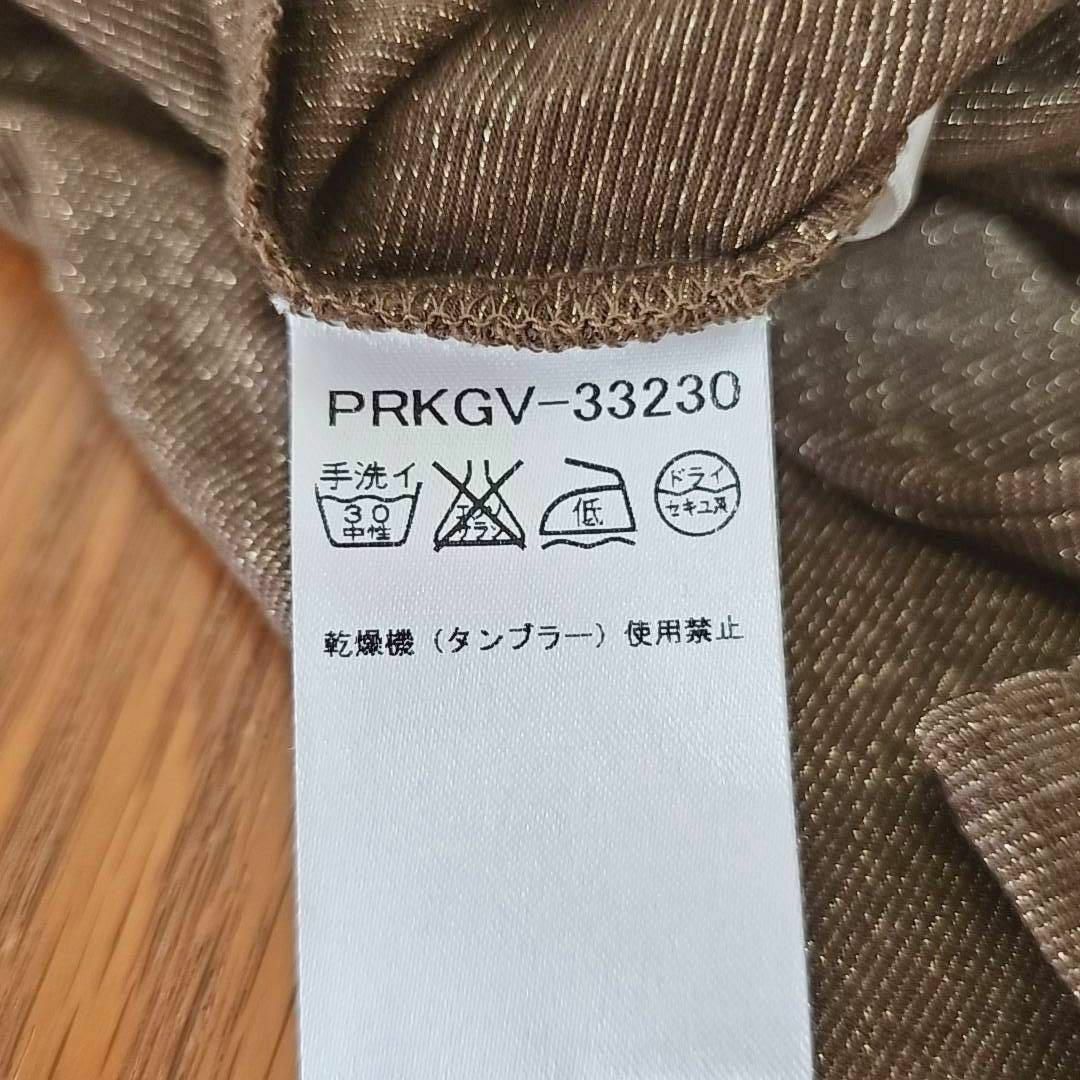 PRKGV-33230
手洗イ
30
中性
エンソ
サラシ
低
ドライ
セキユ系
乾燥機（タンブラー）使用禁止